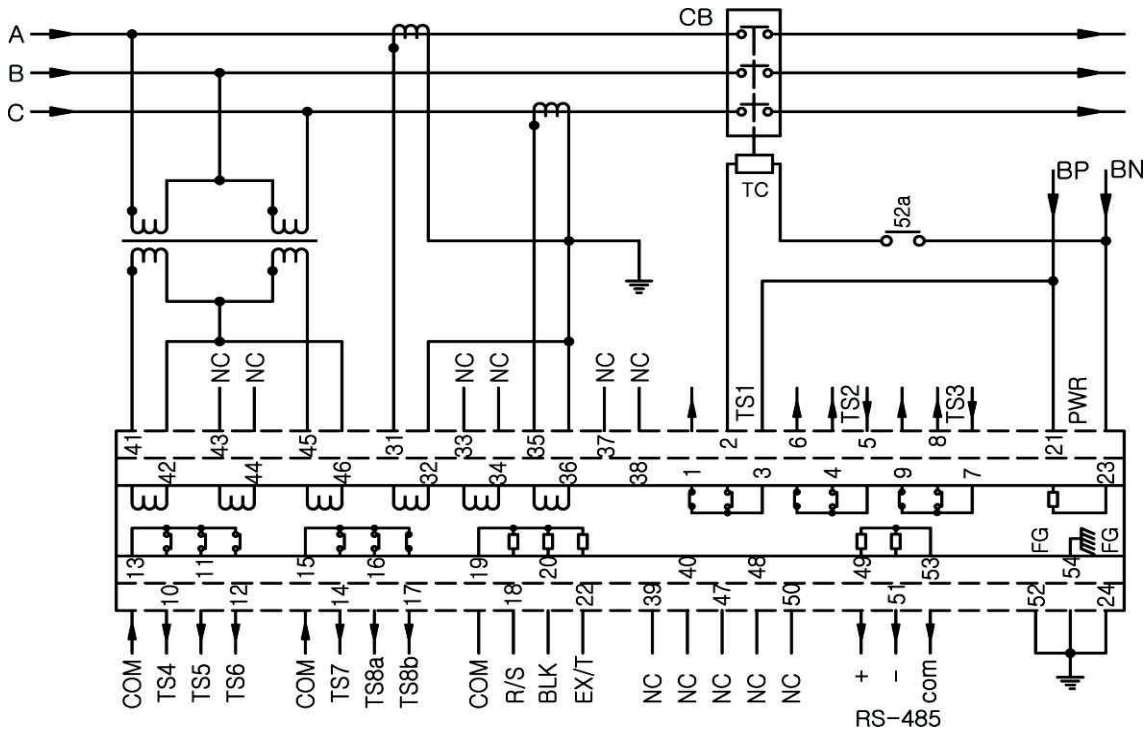 A
B
C
CB
TC
52a
BP
BN
NC
NC
NC
NC
NC
NC
TS1
TS2
TS3
PWR
41
43
45
31
33
35
37
2
6
5
8
21
42
44
46
32
34
36
38
1
3
4
9
7
23
FG
FG
13
11
15
16
19
20
40
48
49
53
54
10
12
14
17
18
22
39
47
50
51
52
24
COM
TS4
TS5
TS6
COM
TS7
TS8a
TS8b
COM
R/S
BLK
EX/T
NC
NC
NC
NC
NC
+
-
com
RS-485